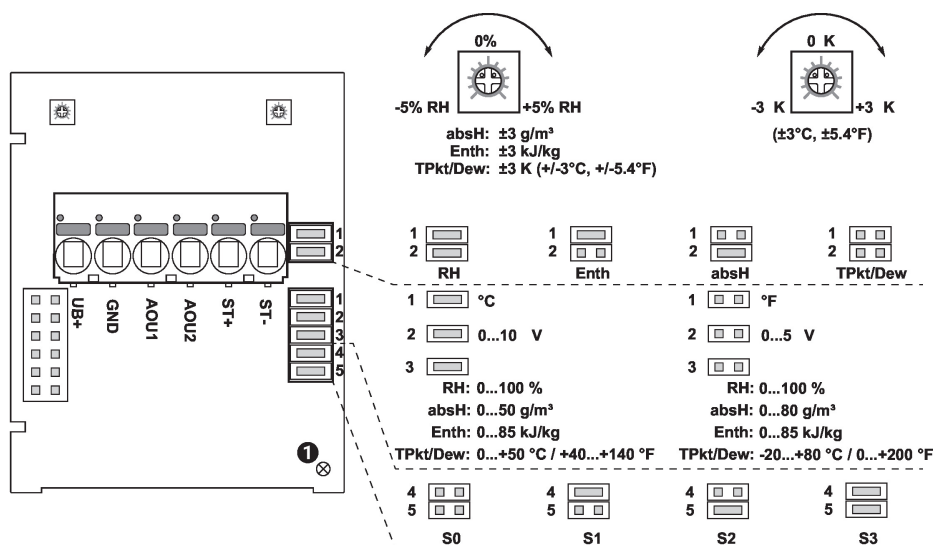 0%
-5% RH +5% RH
absH: ±3 g/m³
Enth: ±3 kJ/kg
TPkt/Dew: ±3 K (+/-3°C, +/-5.4°F)
0 K
-3 K +3 K
(±3°C, ±5.4°F)
1
2
UB+
GND
AOU1
AOU2
ST+
ST-
1
2
3
4
5
1
1
2
RH
1
2
Enth
1
2
absH
1
2
TPkt/Dew
1 °C
2 0...10 V
3
RH: 0...100 %
absH: 0...50 g/m³
Enth: 0...85 kJ/kg
TPkt/Dew: 0...+50 °C / +40...+140 °F
1 °F
2 0...5 V
3
RH: 0...100 %
absH: 0...80 g/m³
Enth: 0...85 kJ/kg
TPkt/Dew: -20...+80 °C / 0...+200 °F
4
5
S0
4
5
S1
4
5
S2
4
5
S3